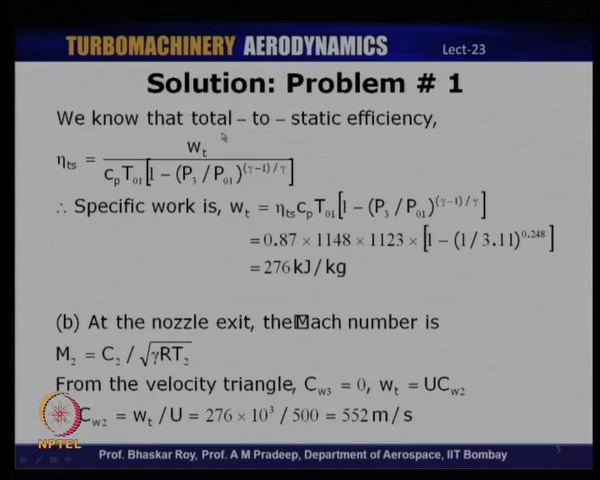 TURBOMACHINERY AERODYNAMICS Lect-23
Solution: Problem # 1
We know that total – to – static efficiency,
η_ts = w_t / c_p T_01 [1 – (P_3 / P_01)^(γ–1)/γ]
∴ Specific work is, w_t = η_ts c_p T_01 [1 – (P_3 / P_01)^(γ–1)/γ]
= 0.87 × 1148 × 1123 × [1 – (1/3.11)^0.248]
= 276 kJ/kg
(b) At the nozzle exit, the Mach number is
M_2 = C_2 / √γRT_2
From the velocity triangle, C_w3 = 0, w_t = UC_w2
C_w2 = w_t / U = 276 × 10^3 / 500 = 552 m/s
NPTEL
Prof. Bhaskar Roy, Prof. A M Pradeep, Department of Aerospace, IIT Bombay
5